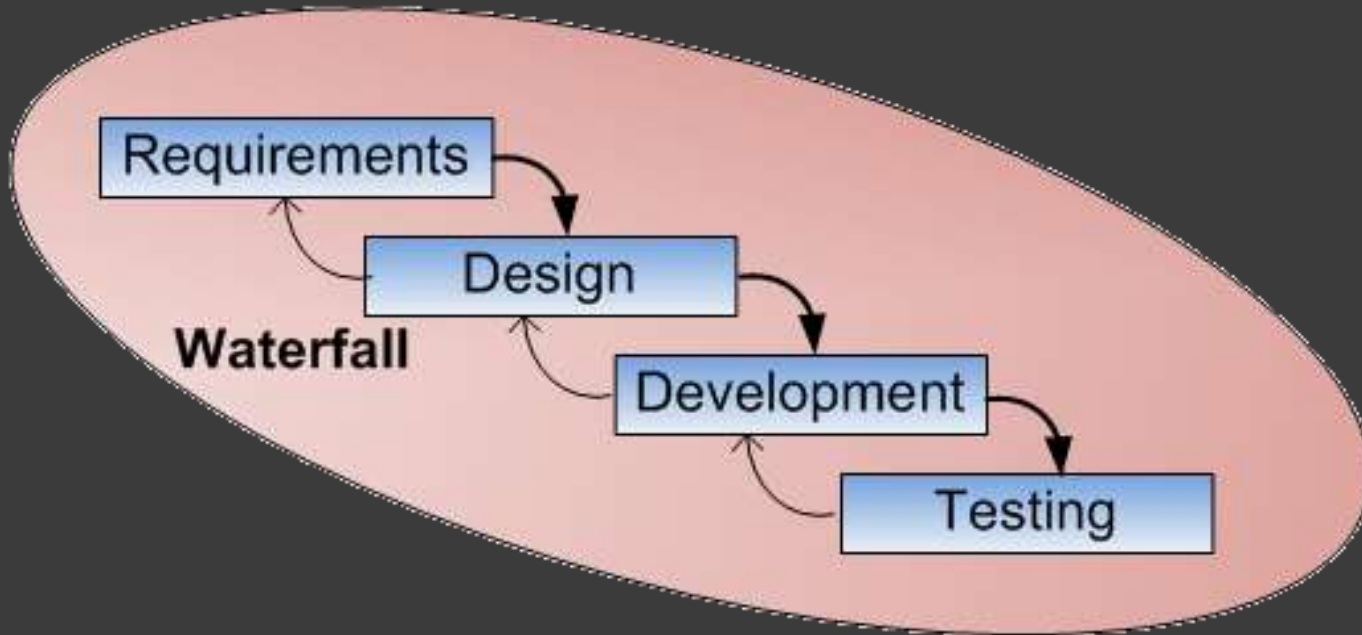 Requirements
Design
Waterfall
Development
Testing